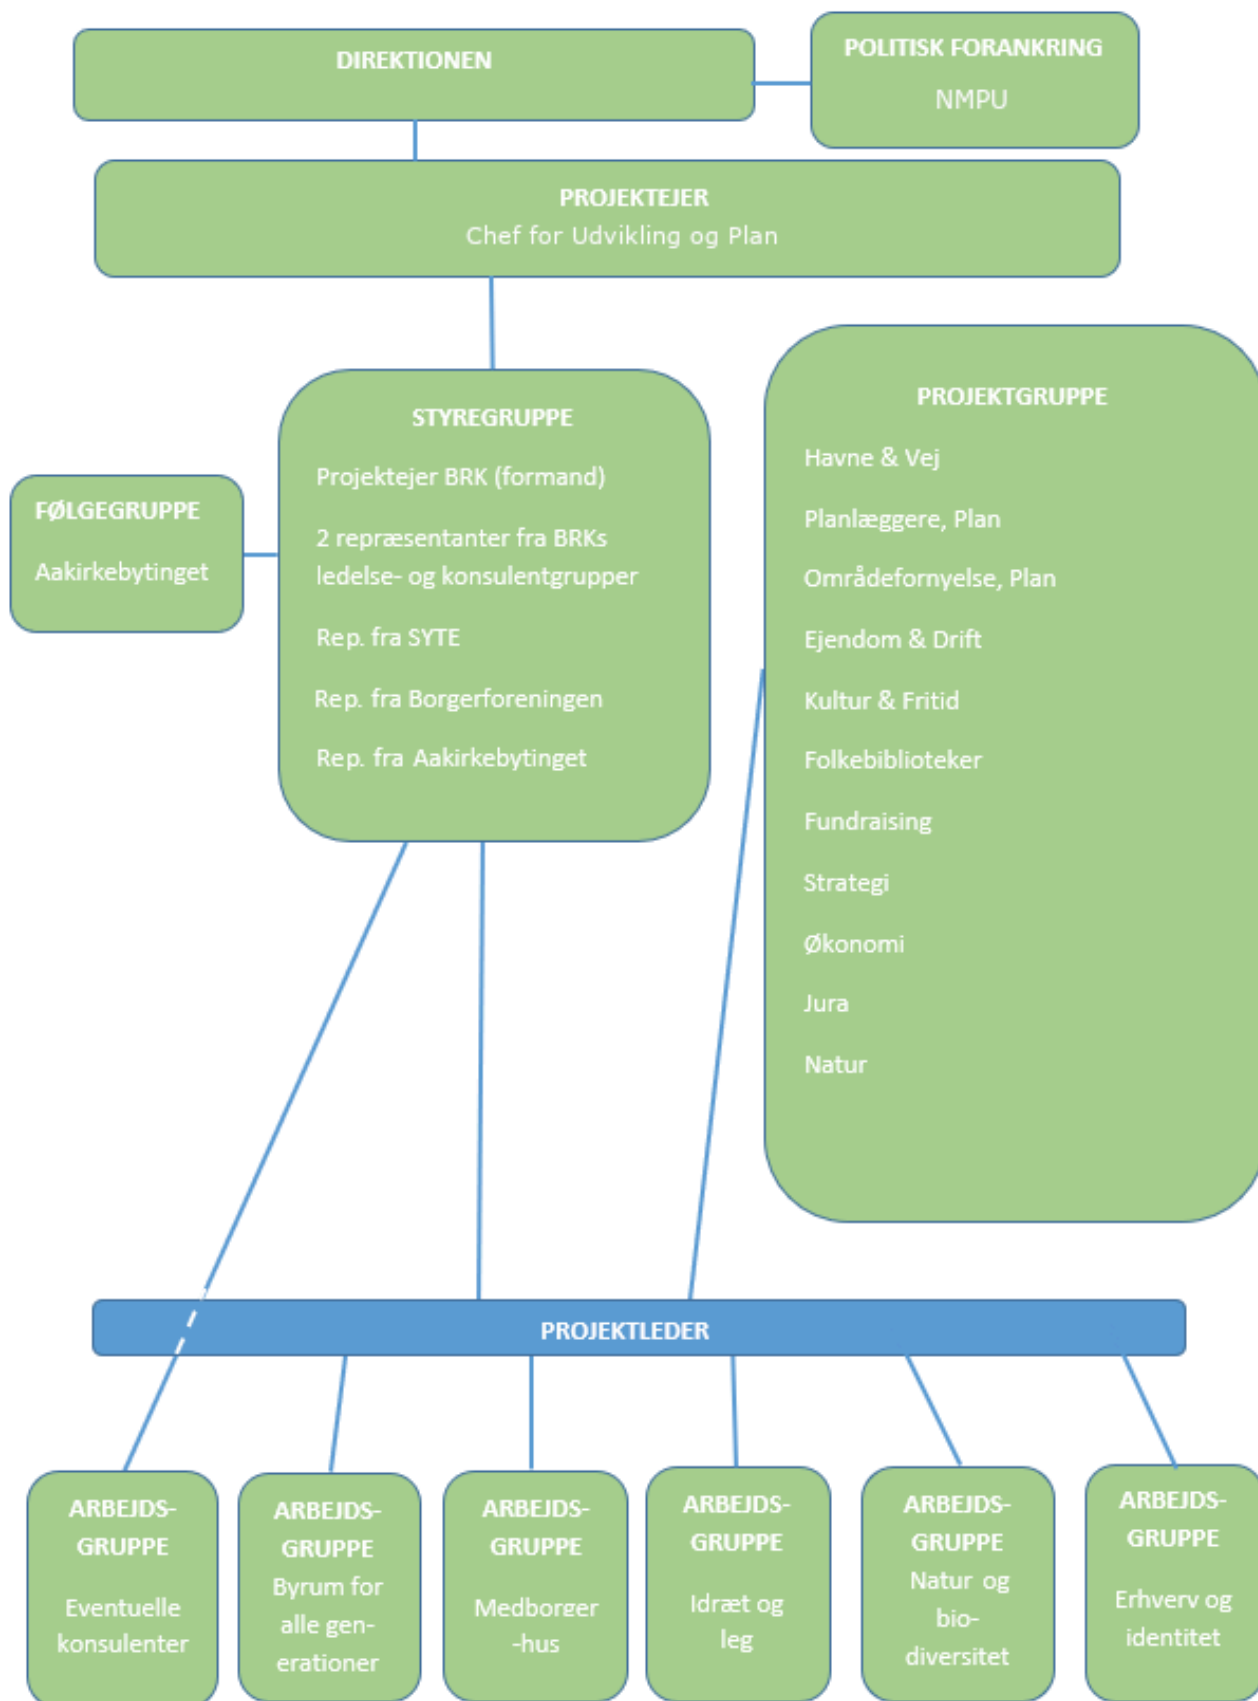 DIREKTIONEN
POLITISK FORANKRING
NMPU
PROJEKTEJER
Chef for Udvikling og Plan
STYREGRUPPE
Projektejer BRK (formand)
2 repræsentanter fra BRKs
ledelse- og konsulentgrupper
Rep. fra SYTE
Rep. fra Borgerforeningen
Rep. fra Aakirkebytinget
FØLGEGRUPPE
Aakirkebytinget
PROJEKTGRUPPE
Havne & Vej
Planlæggere, Plan
Områdefornyelse, Plan
Ejendom & Drift
Kultur & Fritid
Folkebiblioteker
Fundraising
Strategi
Økonomi
Jura
Natur
PROJEKTLEDER
ARBEJDS-
GRUPPE
Eventuelle
konsulenter
ARBEJDS-
GRUPPE
Byrum for
alle gen-
erationer
ARBEJDS-
GRUPPE
Medborger
-hus
ARBEJDS-
GRUPPE
Idræt og
leg
ARBEJDS-
GRUPPE
Natur og
bio-
diversitet
ARBEJDS-
GRUPPE
Erhverv og
identitet